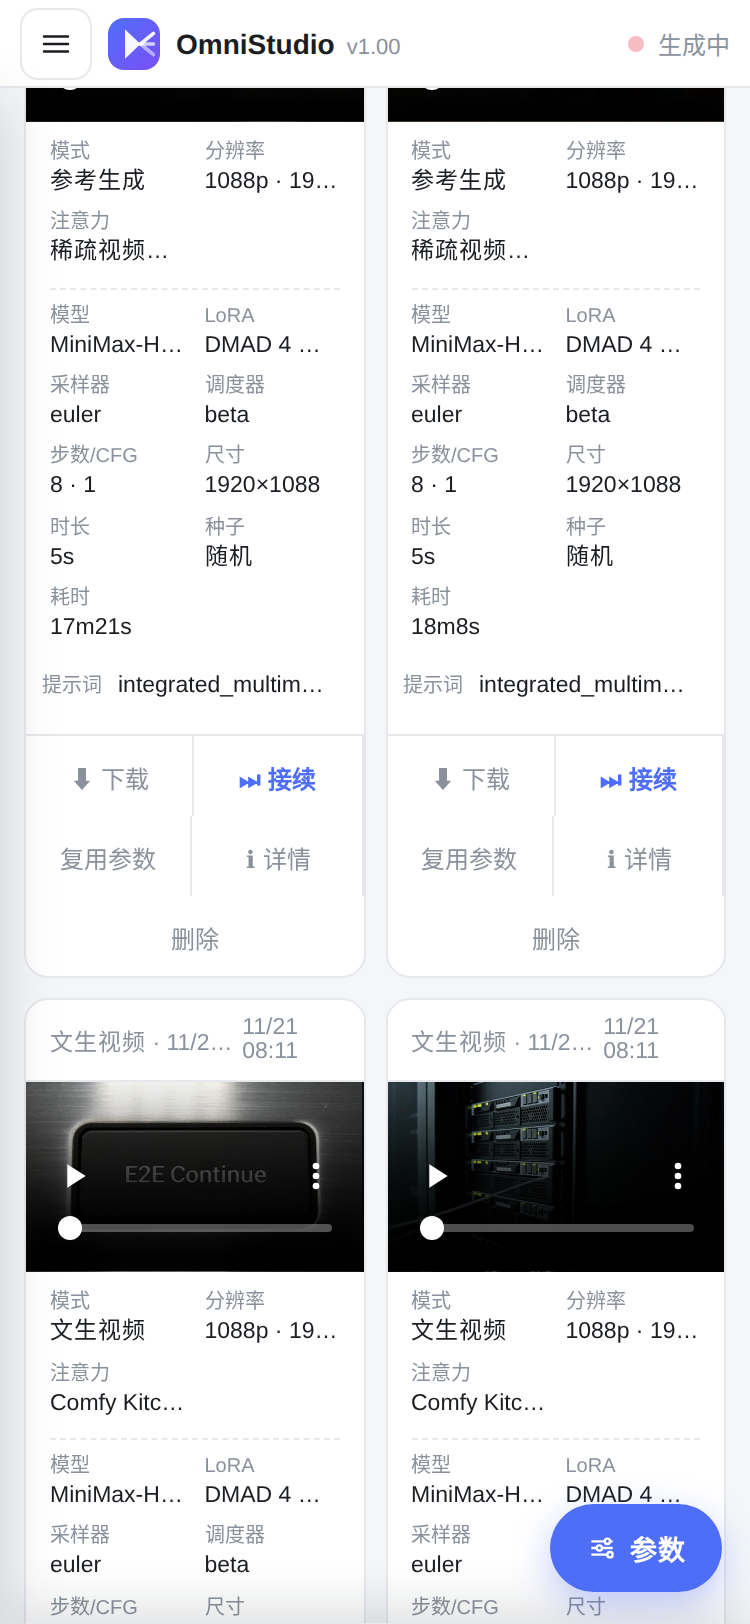 OmniStudio v1.00
生成中
模式 分辨率
参考生成 1088p · 19…
注意力
稀疏视频…
模型 LoRA
MiniMax-H… DMAD 4 …
采样器 调度器
euler beta
步数/CFG 尺寸
8 · 1 1920×1088
时长 种子
5s 随机
耗时
17m21s
提示词 integrated_multim…
下载 接续
复用参数 详情
删除
模式 分辨率
参考生成 1088p · 19…
注意力
稀疏视频…
模型 LoRA
MiniMax-H… DMAD 4 …
采样器 调度器
euler beta
步数/CFG 尺寸
8 · 1 1920×1088
时长 种子
5s 随机
耗时
18m8s
提示词 integrated_multim…
下载 接续
复用参数 详情
删除
文生视频 · 11/2… 11/21
08:11
E2E Continue
模式 分辨率
文生视频 1088p · 19…
注意力
Comfy Kitc…
模型 LoRA
MiniMax-H… DMAD 4 …
采样器 调度器
euler beta
步数/CFG 尺寸
文生视频 · 11/2… 11/21
08:11
模式 分辨率
文生视频 1088p · 19…
注意力
Comfy Kitc…
模型 LoRA
MiniMax-H… DMAD 4 …
采样器
euler
步数/CFG 尺寸
参数